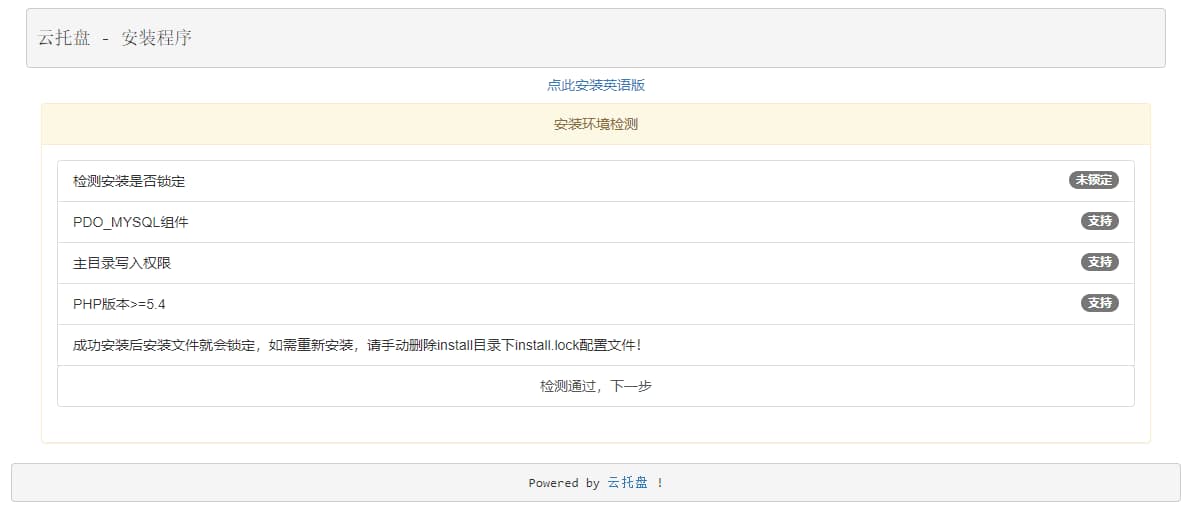 云托盘 - 安装程序
点此安装英语版
安装环境检测
检测安装是否锁定 未锁定
PDO_MYSQL组件 支持
主目录写入权限 支持
PHP版本>=5.4 支持
成功安装后安装文件就会锁定，如需重新安装，请手动删除install目录下install.lock配置文件！
检测通过，下一步
Powered by 云托盘 !